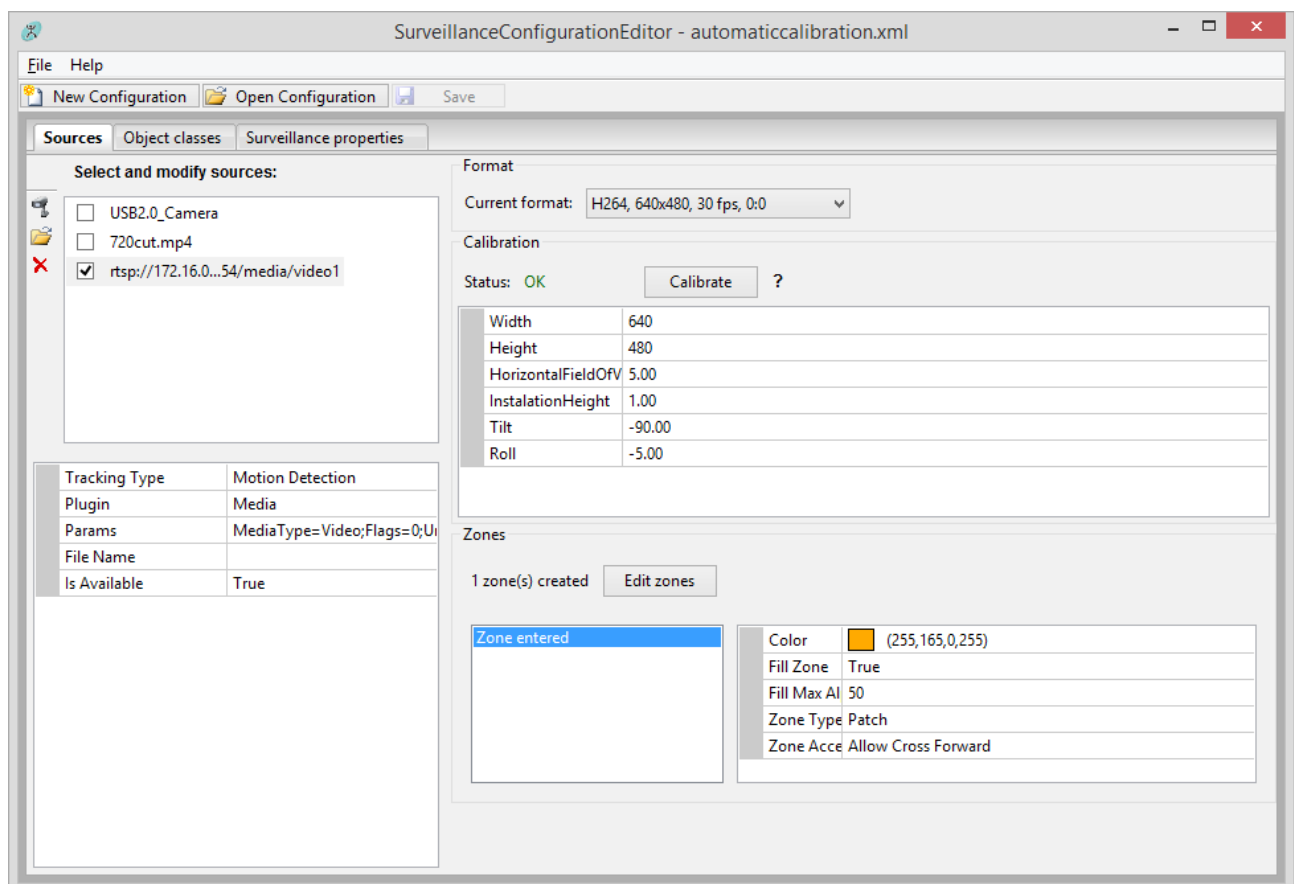 SurveillanceConfigurationEditor - automaticcalibration.xml
File Help
New Configuration Open Configuration Save
Sources Object classes Surveillance properties
Select and modify sources:
USB2.0_Camera
720cut.mp4
rtsp://172.16.0...54/media/video1
Tracking Type Motion Detection
Plugin Media
Params MediaType=Video;Flags=0;Ur
File Name
Is Available True
Format
Current format: H264, 640x480, 30 fps, 0:0
Calibration
Status: OK Calibrate ?
Width 640
Height 480
HorizontalFieldOfV 5.00
InstalationHeight 1.00
Tilt -90.00
Roll -5.00
Zones
1 zone(s) created Edit zones
Zone entered
Color (255,165,0,255)
Fill Zone True
Fill Max Al 50
Zone Type Patch
Zone Acce Allow Cross Forward